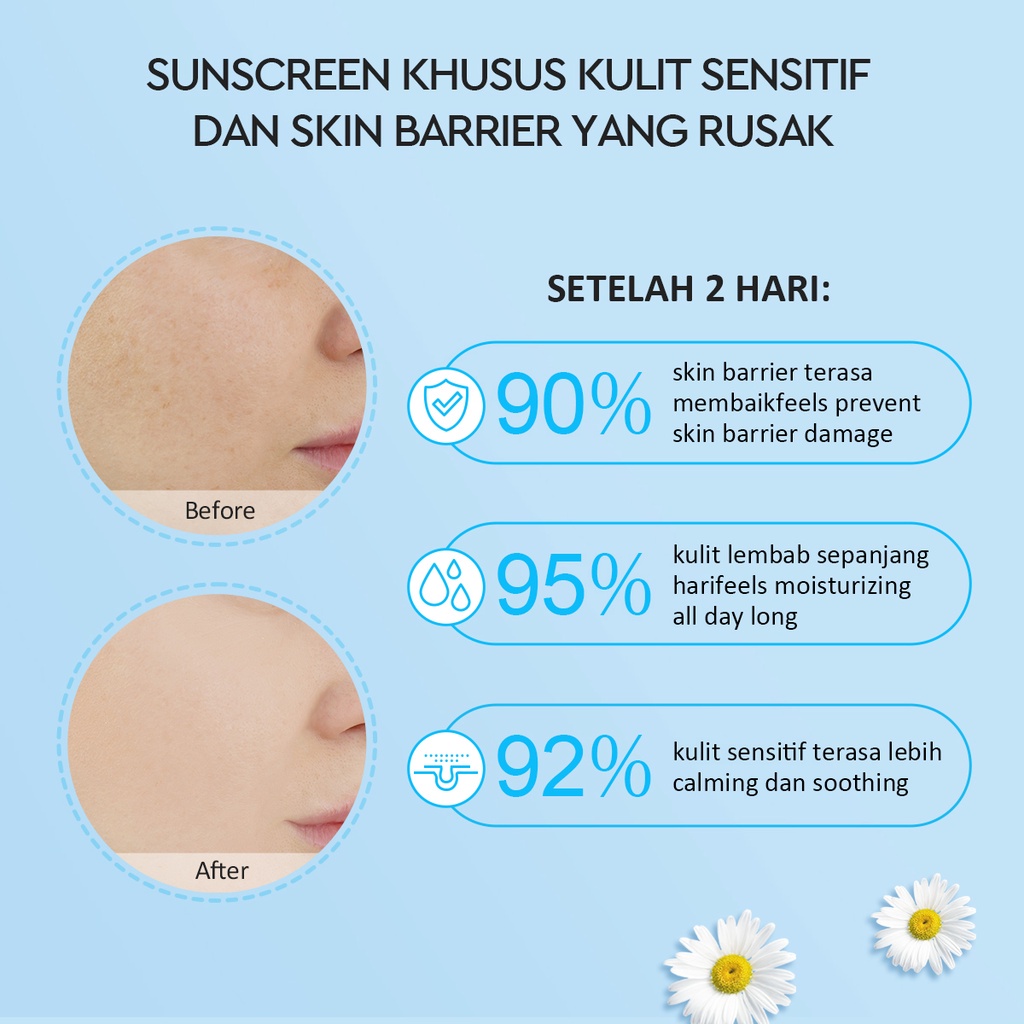 SUNSCREEN KHUSUS KULIT SENSITIF
DAN SKIN BARRIER YANG RUSAK
Before
After
SETELAH 2 HARI:
90%
skin barrier terasa
membaikfeels prevent
skin barrier damage
95%
kulit lembab sepanjang
harifeels moisturizing
all day long
92%
kulit sensitif terasa lebih
calming dan soothing